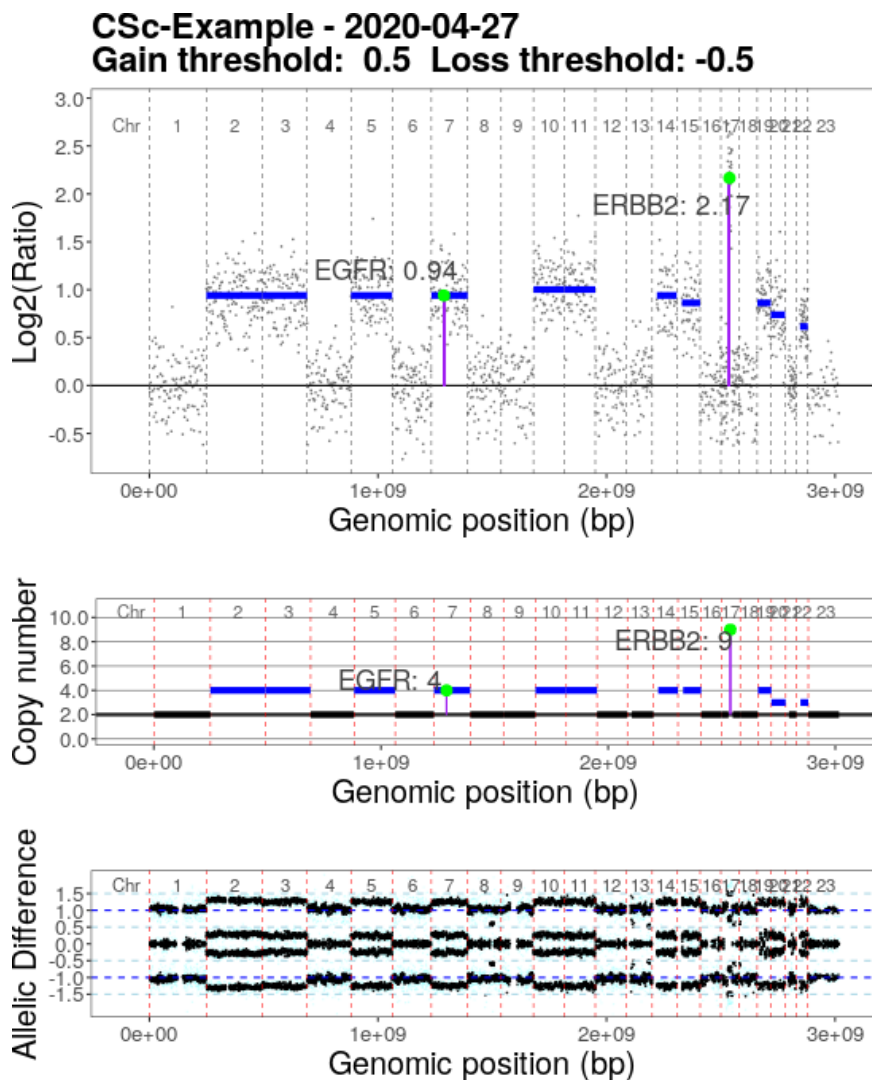 CSc-Example - 2020-04-27
Gain threshold:  0.5  Loss threshold: -0.5
Log2(Ratio)
3.0
2.5
2.0
1.5
1.0
0.5
0.0
-0.5
Chr 1 2 3 4 5 6 7 8 9 10 11 12 13 14 15 16 17 18 19 20 21 22 23
ERBB2: 2.17
EGFR: 0.94
0e+00 1e+09 2e+09 3e+09
Genomic position (bp)
Copy number
10.0
8.0
6.0
4.0
2.0
0.0
Chr 1 2 3 4 5 6 7 8 9 10 11 12 13 14 15 16 17 18 19 20 21 22 23
ERBB2: 9
EGFR: 4
0e+00 1e+09 2e+09 3e+09
Genomic position (bp)
Allelic Difference
1.5
1.0
0.5
0.0
-0.5
-1.0
-1.5
Chr 1 2 3 4 5 6 7 8 9 10 11 12 13 14 15 16 17 18 19 20 21 22 23
0e+00 1e+09 2e+09 3e+09
Genomic position (bp)